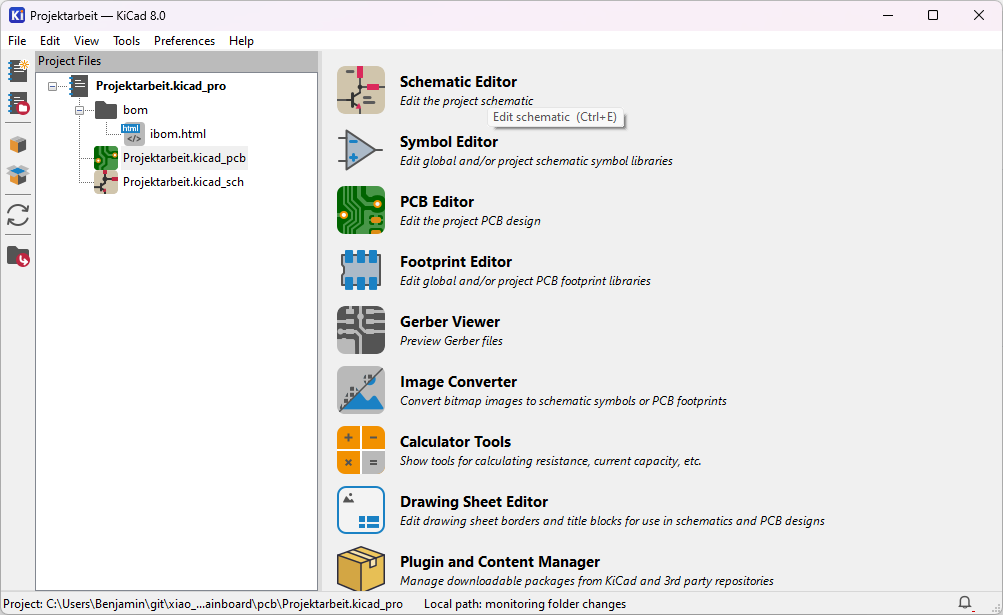 Projektarbeit — KiCad 8.0
File Edit View Tools Preferences Help
Project Files
Projektarbeit.kicad_pro
bom
html
ibom.html
Projektarbeit.kicad_pcb
Projektarbeit.kicad_sch
Schematic Editor
Edit the project schematic
Edit schematic (Ctrl+E)
Symbol Editor
Edit global and/or project schematic symbol libraries
PCB Editor
Edit the project PCB design
Footprint Editor
Edit global and/or project PCB footprint libraries
Gerber Viewer
Preview Gerber files
Image Converter
Convert bitmap images to schematic symbols or PCB footprints
Calculator Tools
Show tools for calculating resistance, current capacity, etc.
Drawing Sheet Editor
Edit drawing sheet borders and title blocks for use in schematics and PCB designs
Plugin and Content Manager
Manage downloadable packages from KiCad and 3rd party repositories
Project: C:\Users\Benjamin\git\xiao_...ainboard\pcb\Projektarbeit.kicad_pro Local path: monitoring folder changes